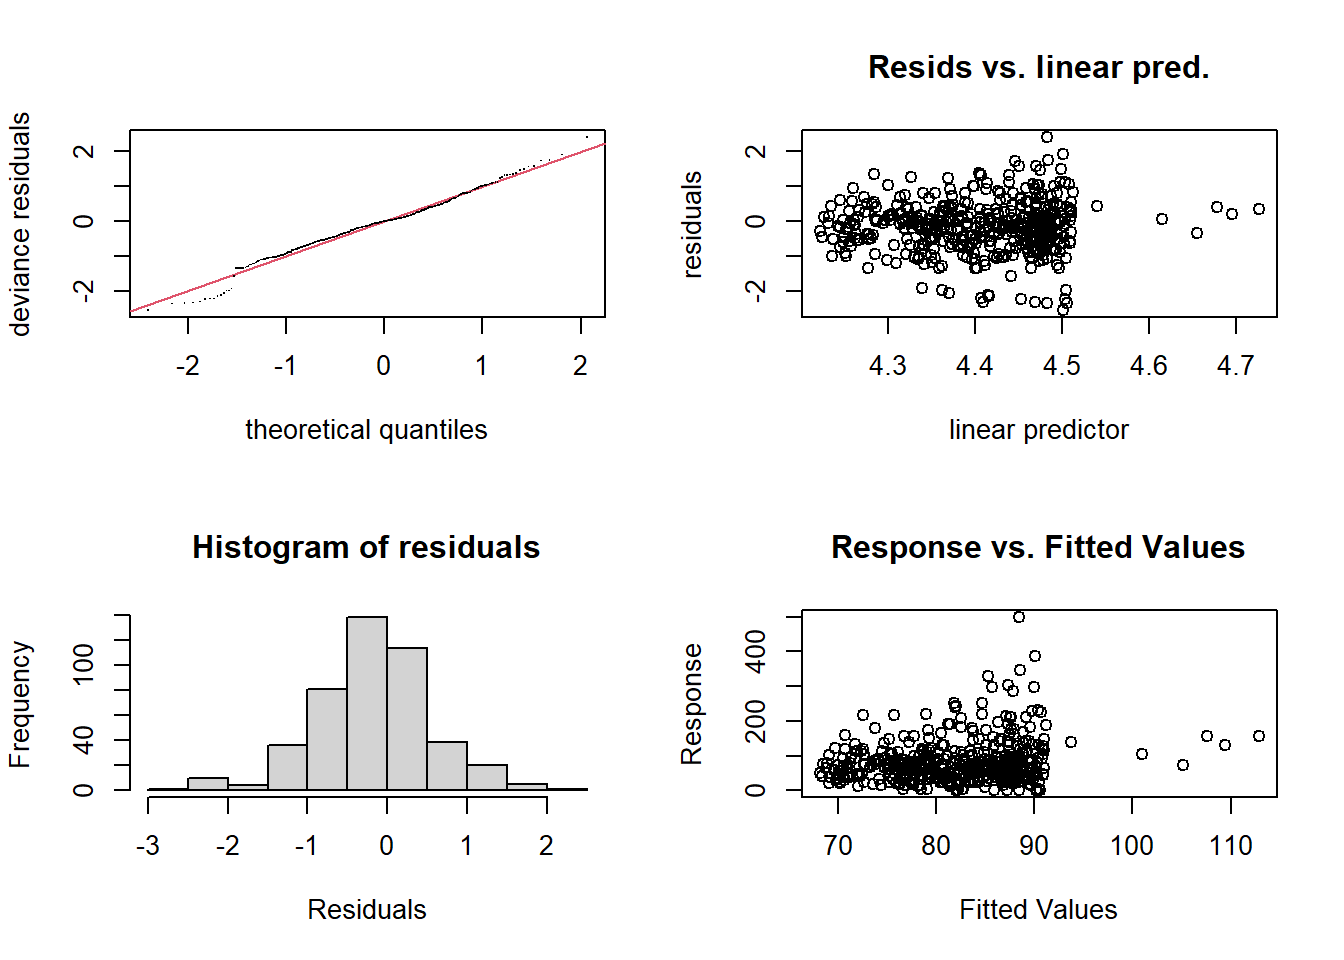 deviance residuals
2
0
-2
-2 -1 0 1 2
theoretical quantiles
Resids vs. linear pred.
residuals
2
0
-2
4.3 4.4 4.5 4.6 4.7
linear predictor
Histogram of residuals
Frequency
100
40
0
-3 -2 -1 0 1 2
Residuals
Response vs. Fitted Values
Response
400
200
0
70 80 90 100 110
Fitted Values